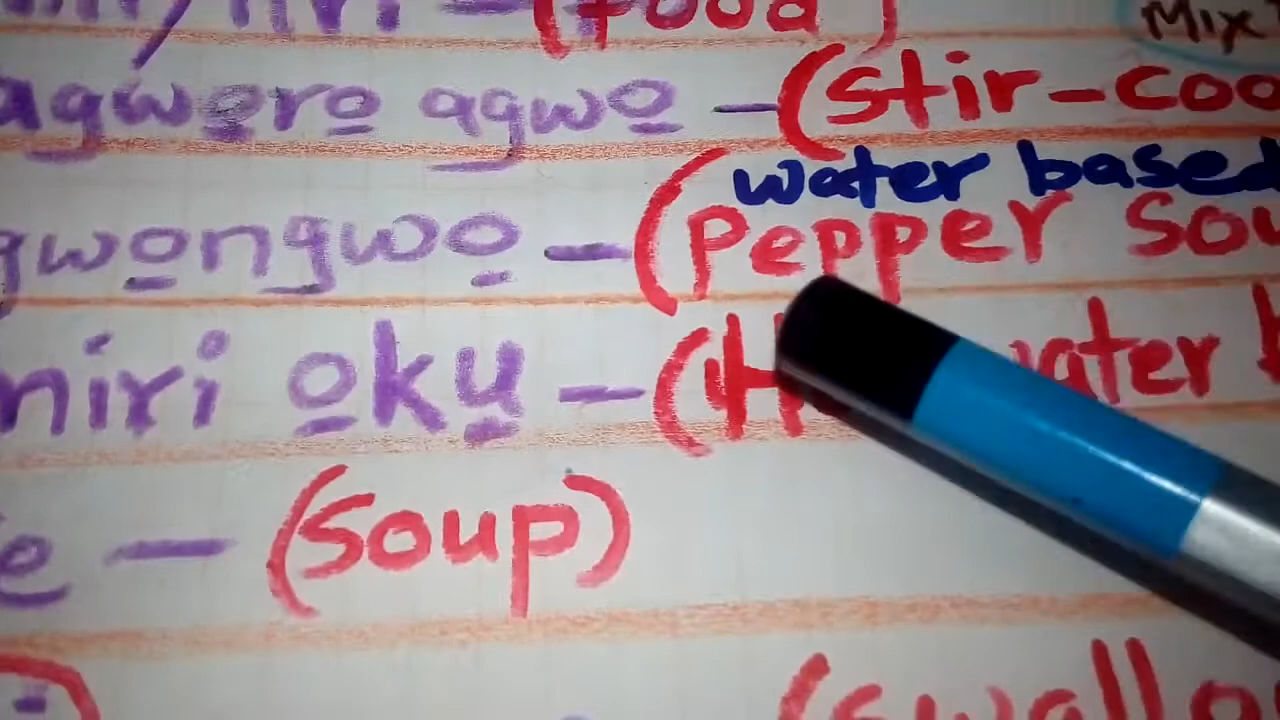 (food)
Mix
agwọrọ agwọ - (stir-coo
water based
gwọngwọ - (Pepper sou
miri ọkụ - (H ater b
e - (soup)
(swallo